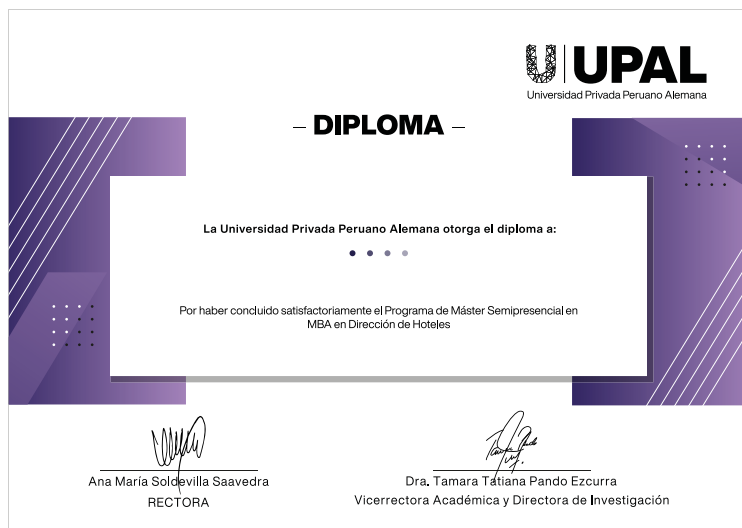 UPAL
Universidad Privada Peruano Alemana
– DIPLOMA –
La Universidad Privada Peruano Alemana otorga el diploma a:
Por haber concluido satisfactoriamente el Programa de Máster Semipresencial en
MBA en Dirección de Hoteles
Ana María Soldevilla Saavedra
RECTORA
Dra. Tamara Tatiana Pando Ezcurra
Vicerrectora Académica y Directora de Investigación